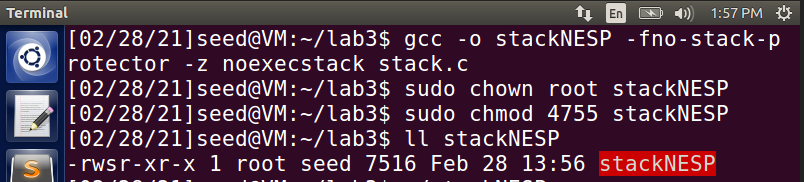 Terminal En 1:57 PM
[02/28/21]seed@VM:~/lab3$ gcc -o stackNESP -fno-stack-p
rotector -z noexecstack stack.c
[02/28/21]seed@VM:~/lab3$ sudo chown root stackNESP
[02/28/21]seed@VM:~/lab3$ sudo chmod 4755 stackNESP
[02/28/21]seed@VM:~/lab3$ ll stackNESP
-rwsr-xr-x 1 root seed 7516 Feb 28 13:56 stackNESP